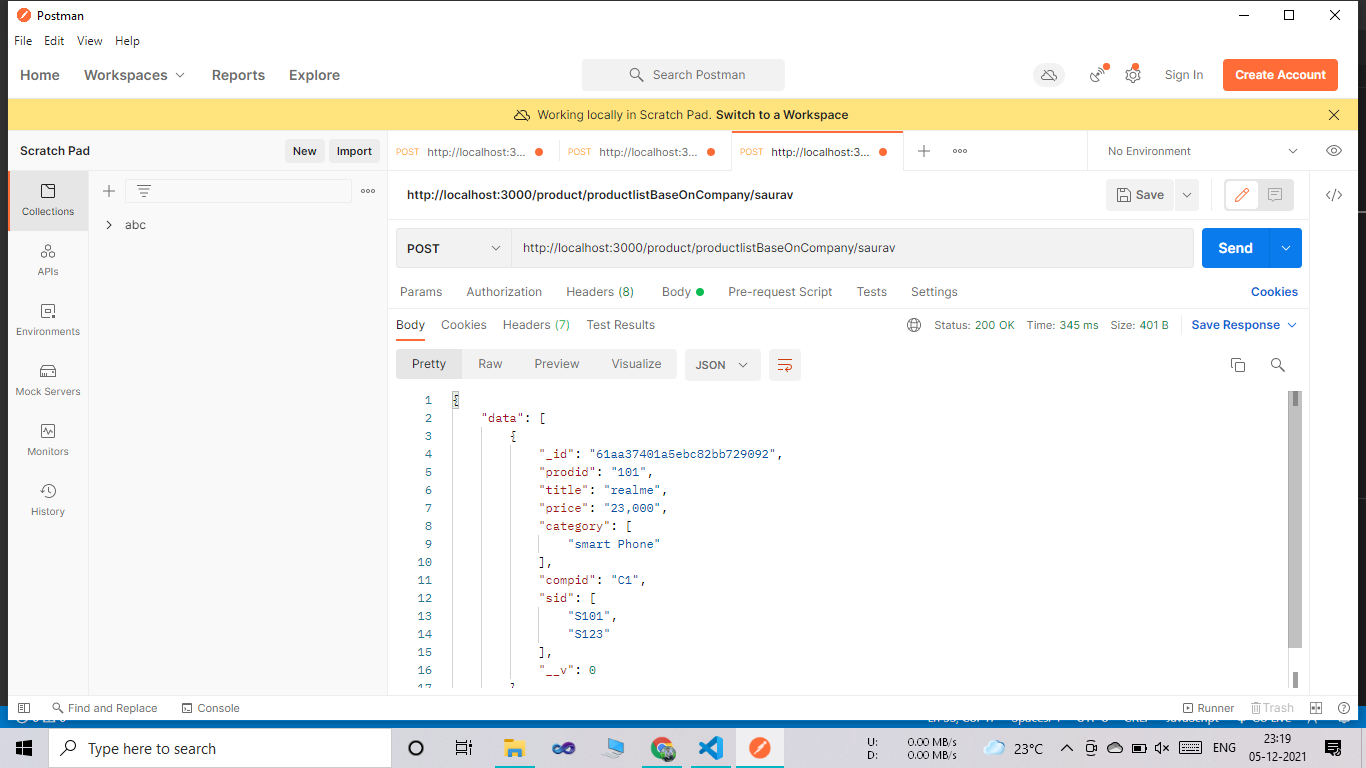 Postman
File Edit View Help
Home Workspaces Reports Explore Search Postman Sign In Create Account
Working locally in Scratch Pad. Switch to a Workspace
Scratch Pad New Import POST http://localhost:3... POST http://localhost:3... POST http://localhost:3... No Environment
Collections
APIs
Environments
Mock Servers
Monitors
History
abc
http://localhost:3000/product/productlistBaseOnCompany/saurav Save
POST http://localhost:3000/product/productlistBaseOnCompany/saurav Send
Params Authorization Headers (8) Body Pre-request Script Tests Settings Cookies
Body Cookies Headers (7) Test Results Status: 200 OK Time: 345 ms Size: 401 B Save Response
Pretty Raw Preview Visualize JSON
1 {
2 "data": [
3 {
4 "_id": "61aa37401a5ebc82bb729092",
5 "prodid": "101",
6 "title": "realme",
7 "price": "23,000",
8 "category": [
9 "smart Phone"
10 ],
11 "compid": "C1",
12 "sid": [
13 "S101",
14 "S123"
15 ],
16 "__v": 0
17 }
Find and Replace Console Runner Trash
Type here to search U: 0.00 MB/s 23°C ENG 23:19
D: 0.00 MB/s 05-12-2021